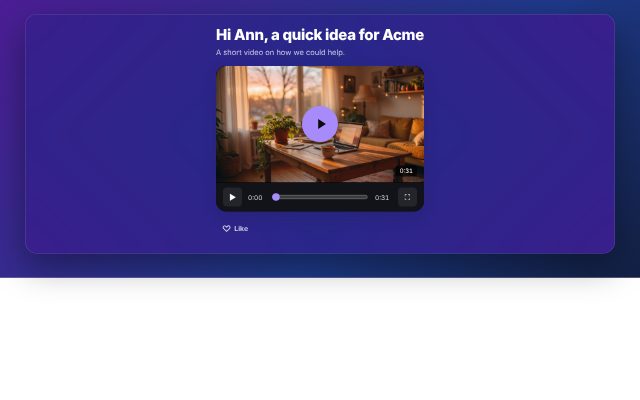 Hi Ann, a quick idea for Acme
A short video on how we could help.
0:31
0:00
0:31
Like